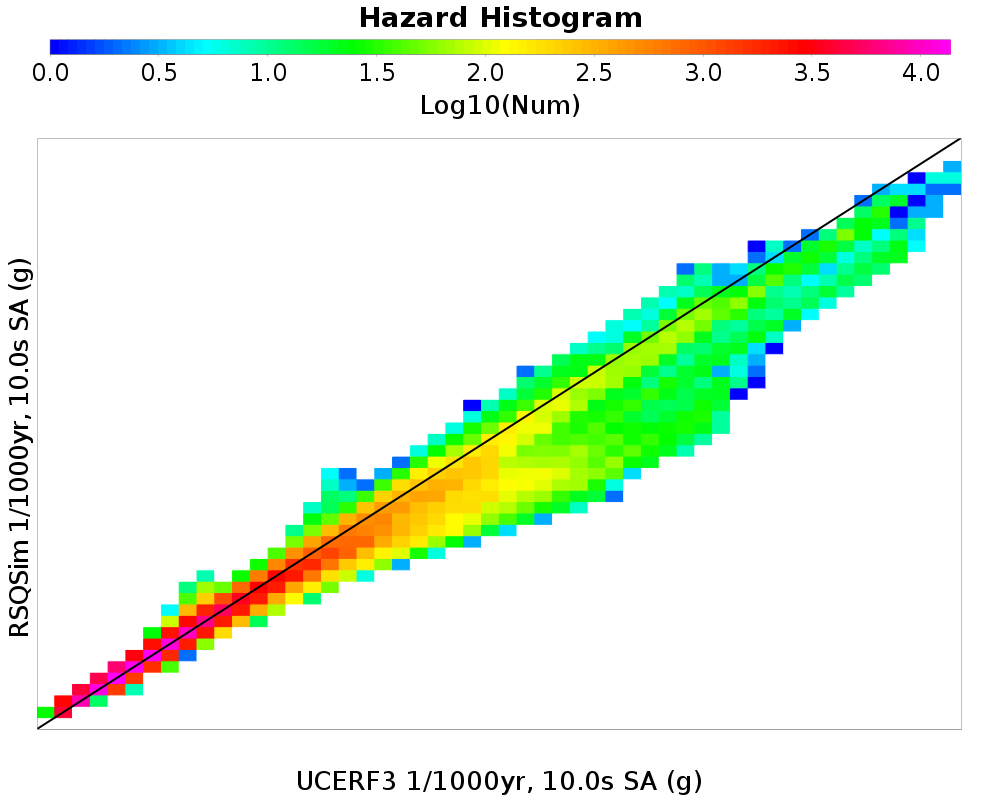 Hazard Histogram
0.0 0.5 1.0 1.5 2.0 2.5 3.0 3.5 4.0
Log10(Num)
RSQSim 1/1000yr, 10.0s SA (g)
UCERF3 1/1000yr, 10.0s SA (g)